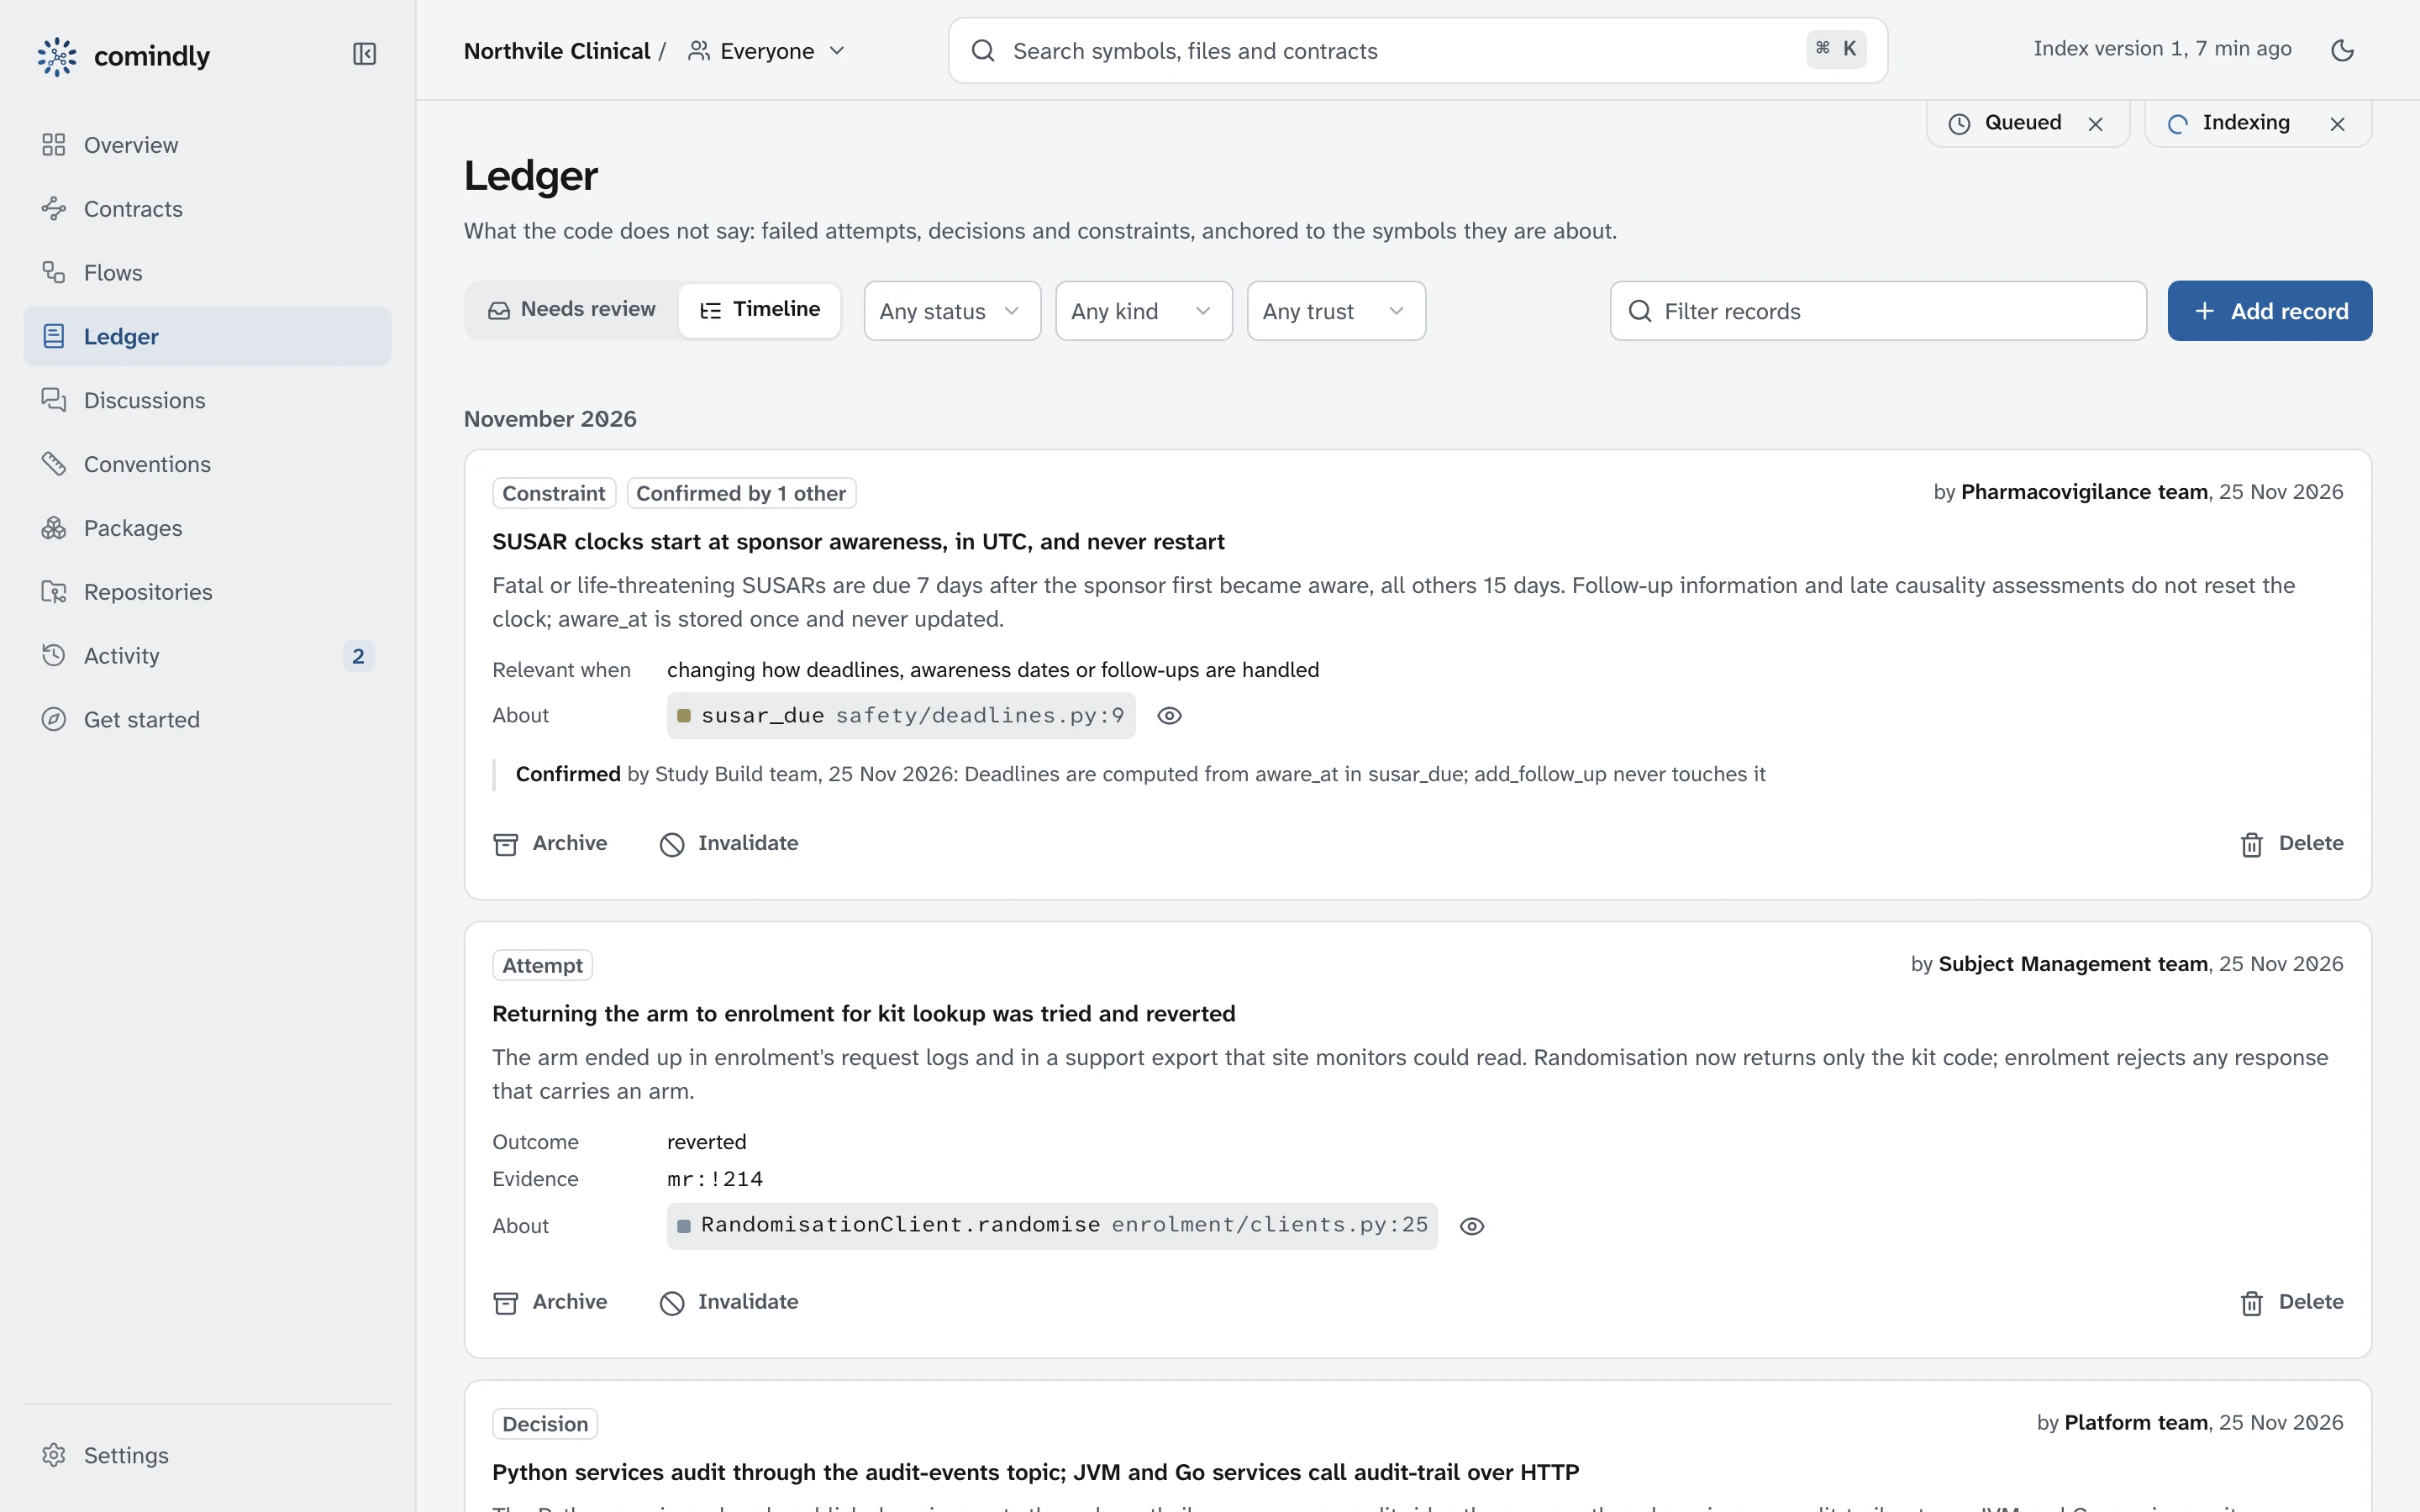 comindly
Overview
Contracts
Flows
Ledger
Discussions
Conventions
Packages
Repositories
Activity 2
Get started
Settings
Northvile Clinical / Everyone
Search symbols, files and contracts ⌘ K
Index version 1, 7 min ago
Queued
Indexing
Ledger
What the code does not say: failed attempts, decisions and constraints, anchored to the symbols they are about.
Needs review Timeline Any status Any kind Any trust Filter records + Add record
November 2026
Constraint Confirmed by 1 other by Pharmacovigilance team, 25 Nov 2026
SUSAR clocks start at sponsor awareness, in UTC, and never restart
Fatal or life-threatening SUSARs are due 7 days after the sponsor first became aware, all others 15 days. Follow-up information and late causality assessments do not reset the
clock; aware_at is stored once and never updated.
Relevant when changing how deadlines, awareness dates or follow-ups are handled
About susar_due safety/deadlines.py:9
Confirmed by Study Build team, 25 Nov 2026: Deadlines are computed from aware_at in susar_due; add_follow_up never touches it
Archive Invalidate Delete
Attempt by Subject Management team, 25 Nov 2026
Returning the arm to enrolment for kit lookup was tried and reverted
The arm ended up in enrolment's request logs and in a support export that site monitors could read. Randomisation now returns only the kit code; enrolment rejects any response
that carries an arm.
Outcome reverted
Evidence mr:!214
About RandomisationClient.randomise enrolment/clients.py:25
Archive Invalidate Delete
Decision by Platform team, 25 Nov 2026
Python services audit through the audit-events topic; JVM and Go services call audit-trail over HTTP